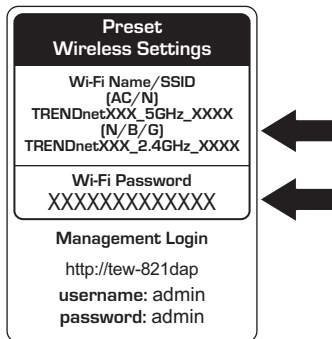 Preset
Wireless Settings
Wi-Fi Name/SSID
(AC/N)
TRENDnetXXX_5GHz_XXXX
(N/B/G)
TRENDnetXXX_2.4GHz_XXXX
Wi-Fi Password
XXXXXXXXXXXXX
Management Login
http://tew-821dap
username: admin
password: admin